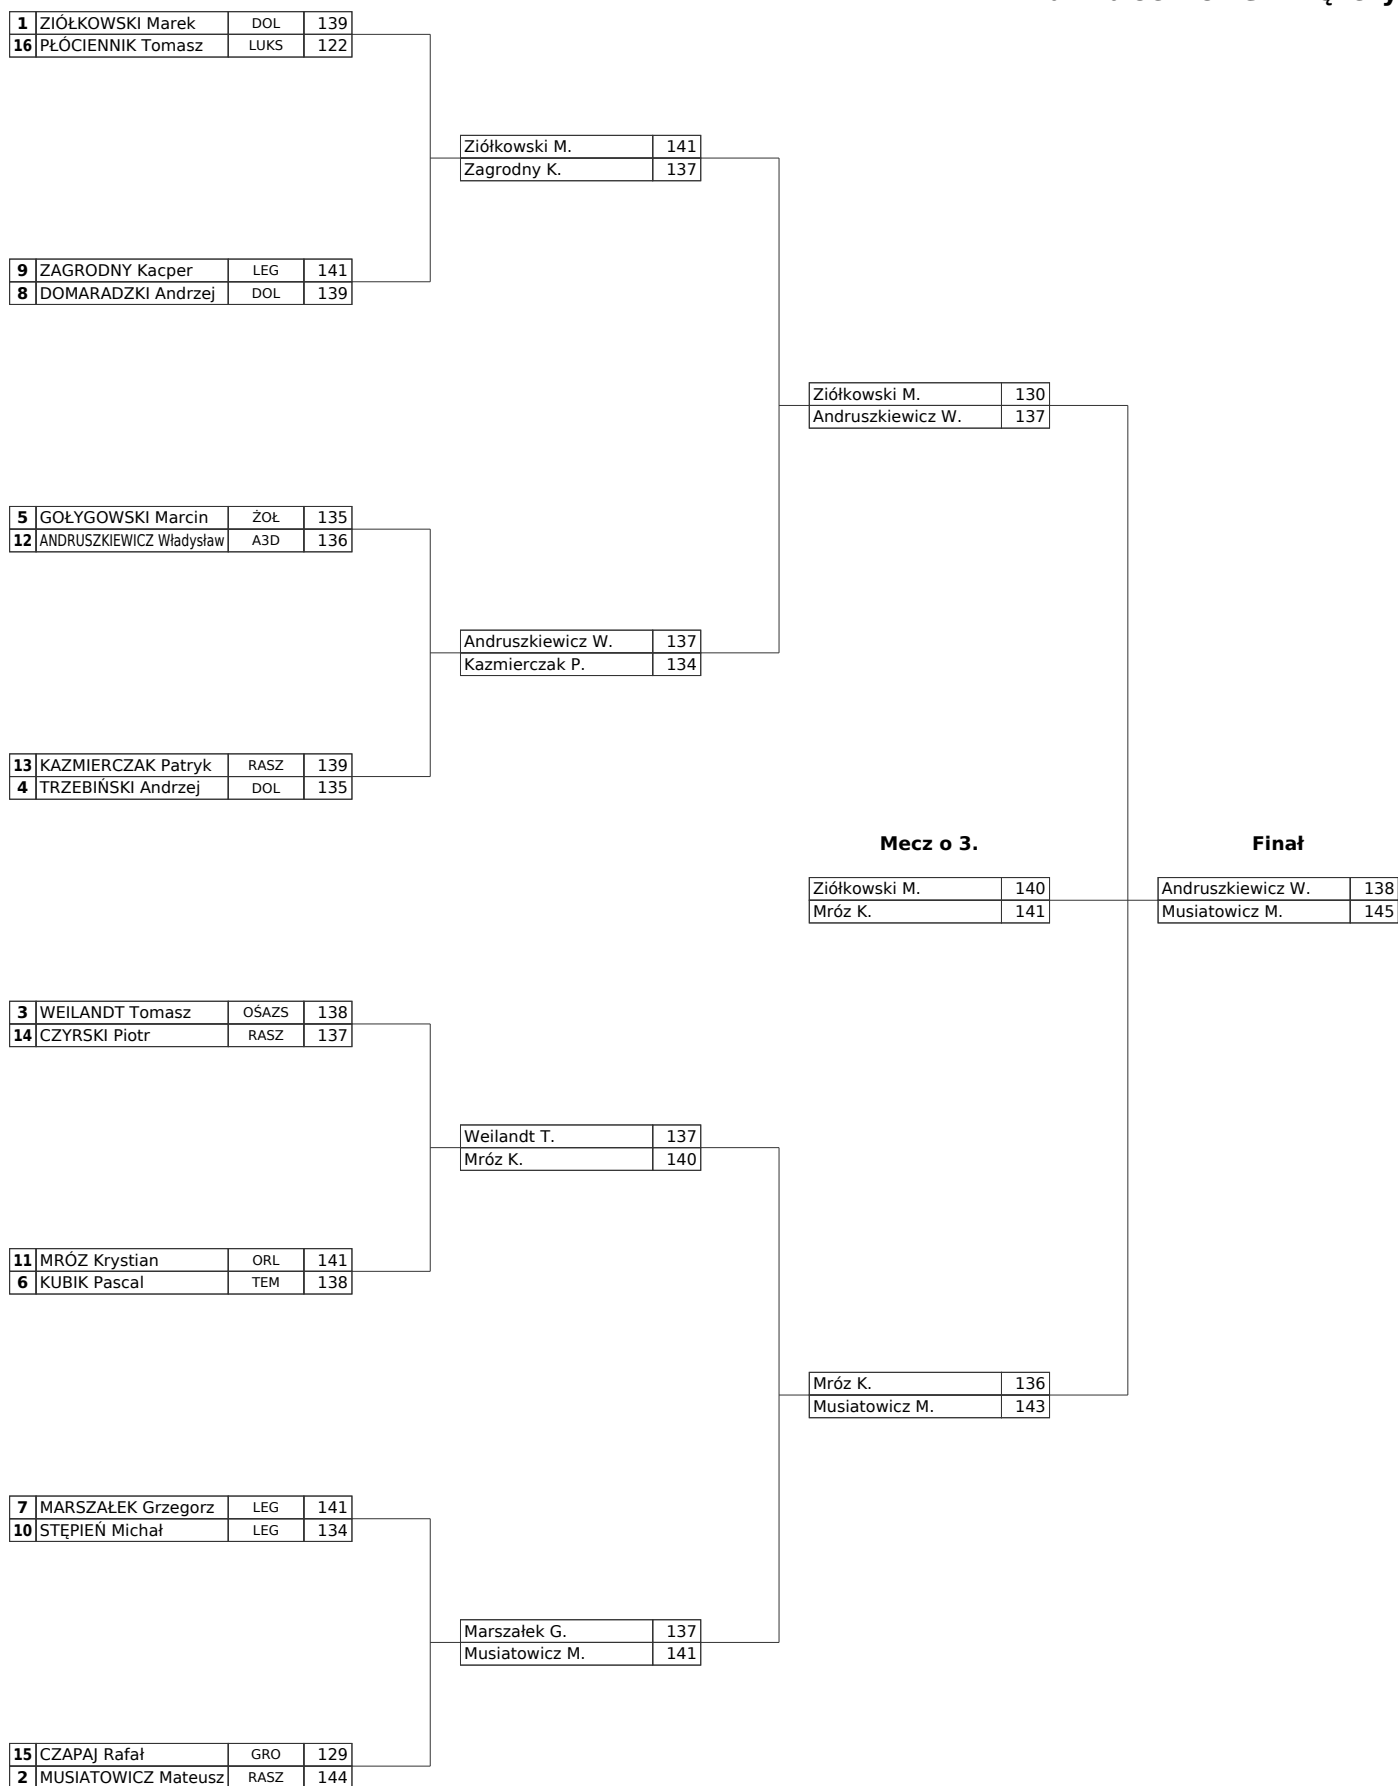 1 ZIÓŁKOWSKI Marek DOL 139
16 PŁÓCIENNIK Tomasz LUKS 122
Ziółkowski M. 141
Zagrodny K. 137
9 ZAGRODNY Kacper LEG 141
8 DOMARADZKI Andrzej DOL 139
Ziółkowski M. 130
Andruszkiewicz W. 137
5 GOŁYGOWSKI Marcin ŻOŁ 135
12 ANDRUSZKIEWICZ Władysław A3D 136
Andruszkiewicz W. 137
Kazmierczak P. 134
13 KAZMIERCZAK Patryk RASZ 139
4 TRZEBIŃSKI Andrzej DOL 135
Mecz o 3. Finał
Ziółkowski M. 140 Andruszkiewicz W. 138
Mróz K. 141 Musiatowicz M. 145
3 WEILANDT Tomasz OŚAZS 138
14 CZYRSKI Piotr RASZ 137
Weilandt T. 137
Mróz K. 140
11 MRÓZ Krystian ORL 141
6 KUBIK Pascal TEM 138
Mróz K. 136
Musiatowicz M. 143
7 MARSZAŁEK Grzegorz LEG 141
10 STĘPIEŃ Michał LEG 134
Marszałek G. 137
Musiatowicz M. 141
15 CZAPAJ Rafał GRO 129
2 MUSIATOWICZ Mateusz RASZ 144